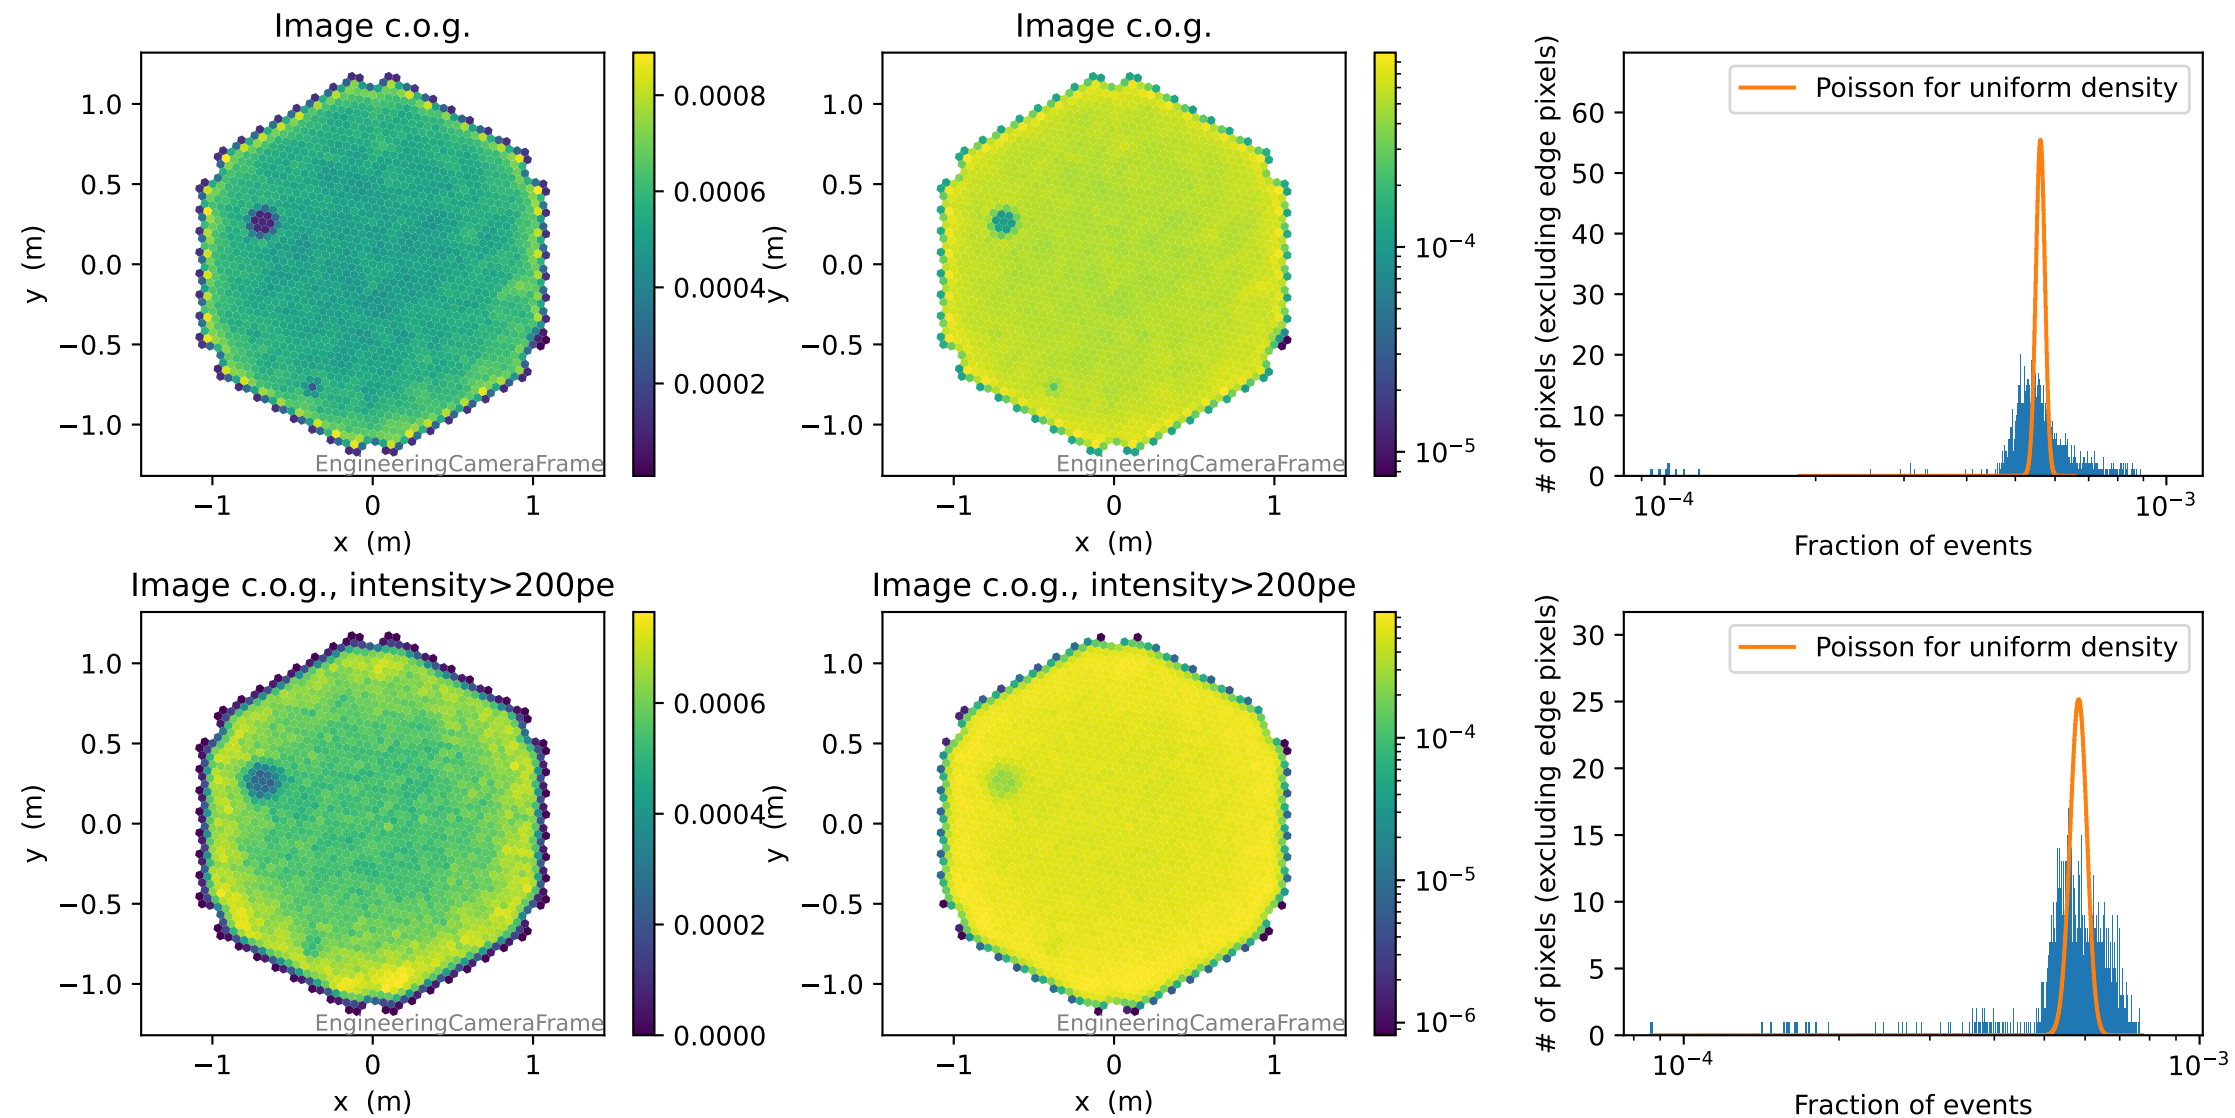 Image c.o.g.
1.0
0.5
0.0
−0.5
−1.0
y (m)
−1
0
1
x (m)
EngineeringCameraFrame
0.0008
0.0006
0.0004
0.0002
Image c.o.g.
1.0
0.5
0.0
−0.5
−1.0
y (m)
−1
0
1
x (m)
EngineeringCameraFrame
10⁻⁴
10⁻⁵
# of pixels (excluding edge pixels)
60
50
40
30
20
10
0
Poisson for uniform density
10⁻⁴
10⁻³
Fraction of events
Image c.o.g., intensity>200pe
1.0
0.5
0.0
−0.5
−1.0
y (m)
−1
0
1
x (m)
EngineeringCameraFrame
0.0006
0.0004
0.0002
0.0000
Image c.o.g., intensity>200pe
1.0
0.5
0.0
−0.5
−1.0
y (m)
−1
0
1
x (m)
EngineeringCameraFrame
10⁻⁴
10⁻⁵
10⁻⁶
# of pixels (excluding edge pixels)
30
25
20
15
10
5
0
Poisson for uniform density
10⁻⁴
10⁻³
Fraction of events